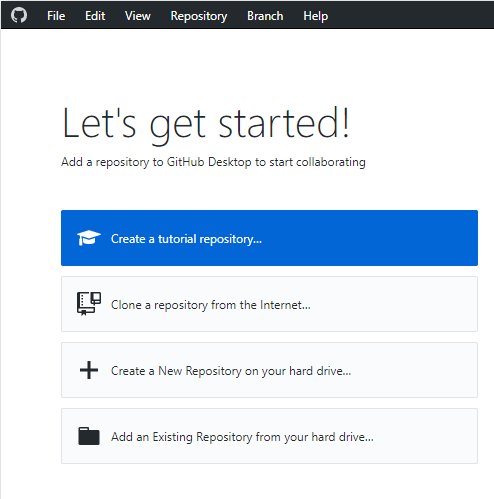 File Edit View Repository Branch Help
Let's get started!
Add a repository to GitHub Desktop to start collaborating
Create a tutorial repository...
Clone a repository from the Internet...
Create a New Repository on your hard drive...
Add an Existing Repository from your hard drive...